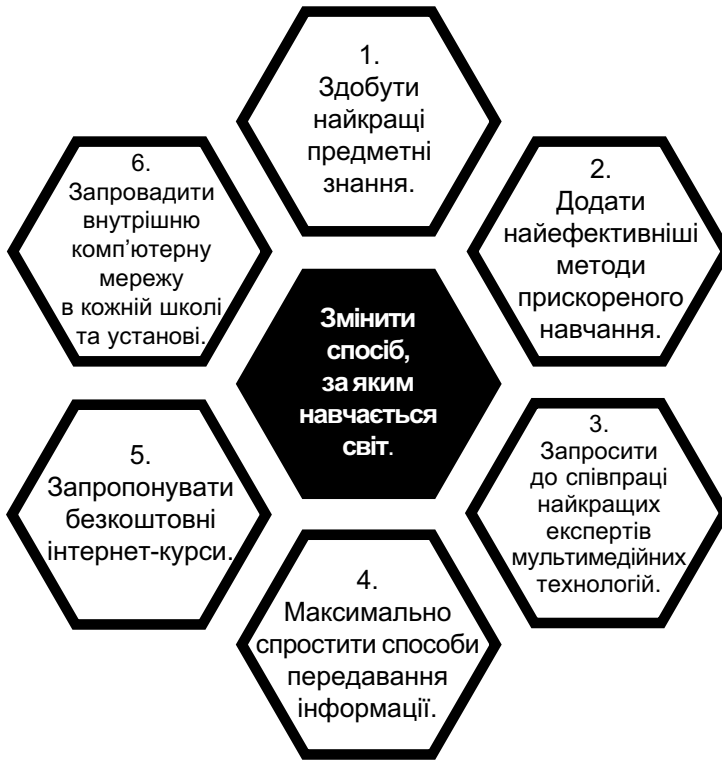 1.
Здобути
найкращі
предметні
знання.
2.
Додати
найефективніші
методи
прискореного
навчання.
3.
Запросити
до співпраці
найкращих
експертів
мультимедійних
технологій.
4.
Максимально
спростити способи
передавання
інформації.
5.
Запропонувати
безкоштовні
інтернет-курси.
6.
Запровадити
внутрішню
комп’ютерну
мережу
в кожній школі
та установі.
Змінити
спосіб,
за яким
навчається
світ.